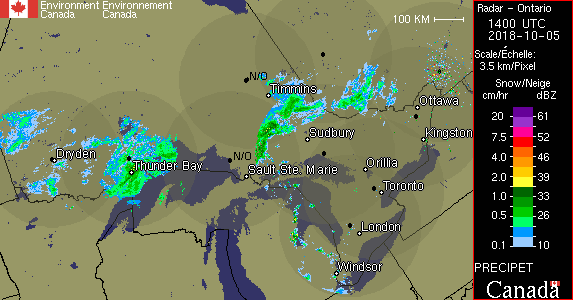 Environment Environnement
Canada Canada
100 KM
Radar - Ontario
1400 UTC
2018-10-05
Scale/Échelle:
3.5 km/Pixel
Snow/Neige
cm/hr dBZ
20 61
7.5 52
4.0 46
2.0 39
1.0 33
0.5 26
0.1 10
PRECIPET
Canada
N/O
Timmins
Ottawa
Sudbury
Kingston
Dryden
N/O
Thunder Bay
Sault Ste. Marie
Orillia
Toronto
London
Windsor